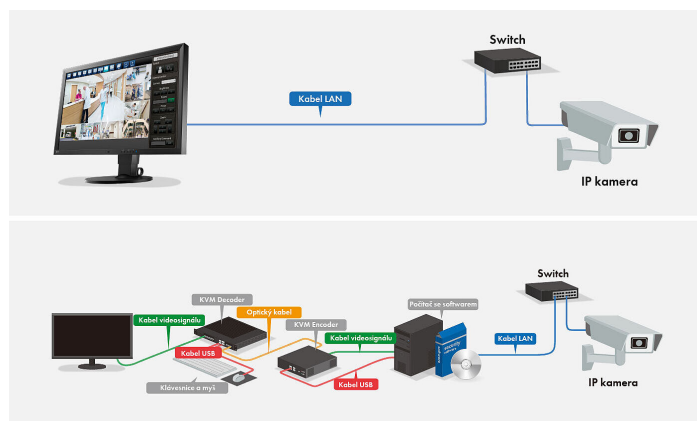 Switch
Kabel LAN
IP kamera
Switch
KVM Decoder
Optický kabel
Počítač se softwarem
Kabel videosignálu
KVM Encoder
Kabel videosignálu
Kabel LAN
Kabel USB
Klávesnice a myš
Kabel USB
IP kamera